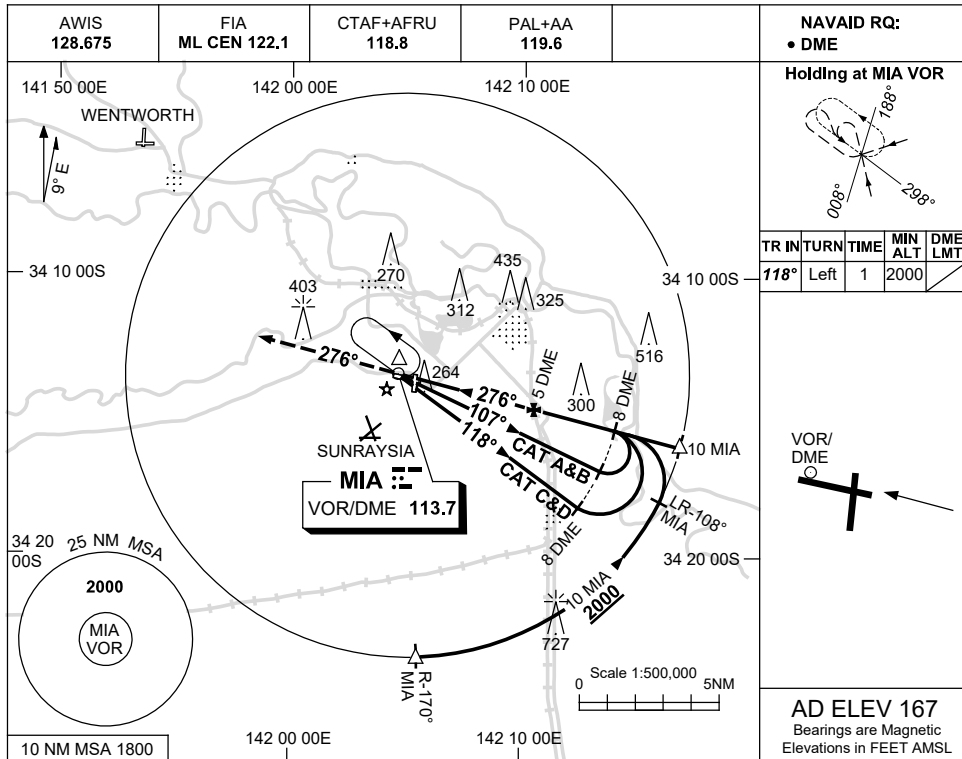 AWIS
128.675
FIA
ML CEN 122.1
CTAF+AFRU
118.8
PAL+AA
119.6
NAVAID RQ:
• DME
141 50 00E
142 00 00E
142 10 00E
WENTWORTH
9° E
34 10 00S
34 10 00S
403
270
312
435
325
516
300
264
276°
276°
107°
118°
5 DME
8 DME
CAT A&B
CAT C&D
8 DME
10 MIA
LR-108°
MIA
SUNRAYSIA
MIA
VOR/DME 113.7
34 20
00S
34 20 00S
25 NM MSA
2000
MIA
VOR
10 MIA
2000
727
R-170°
MIA
Scale 1:500,000
0
5NM
10 NM MSA 1800
142 00 00E
142 10 00E
Holding at MIA VOR
188°
008°
298°
TR IN TURN TIME MIN ALT DME LMT
118° Left 1 2000
VOR/
DME
AD ELEV 167
Bearings are Magnetic
Elevations in FEET AMSL